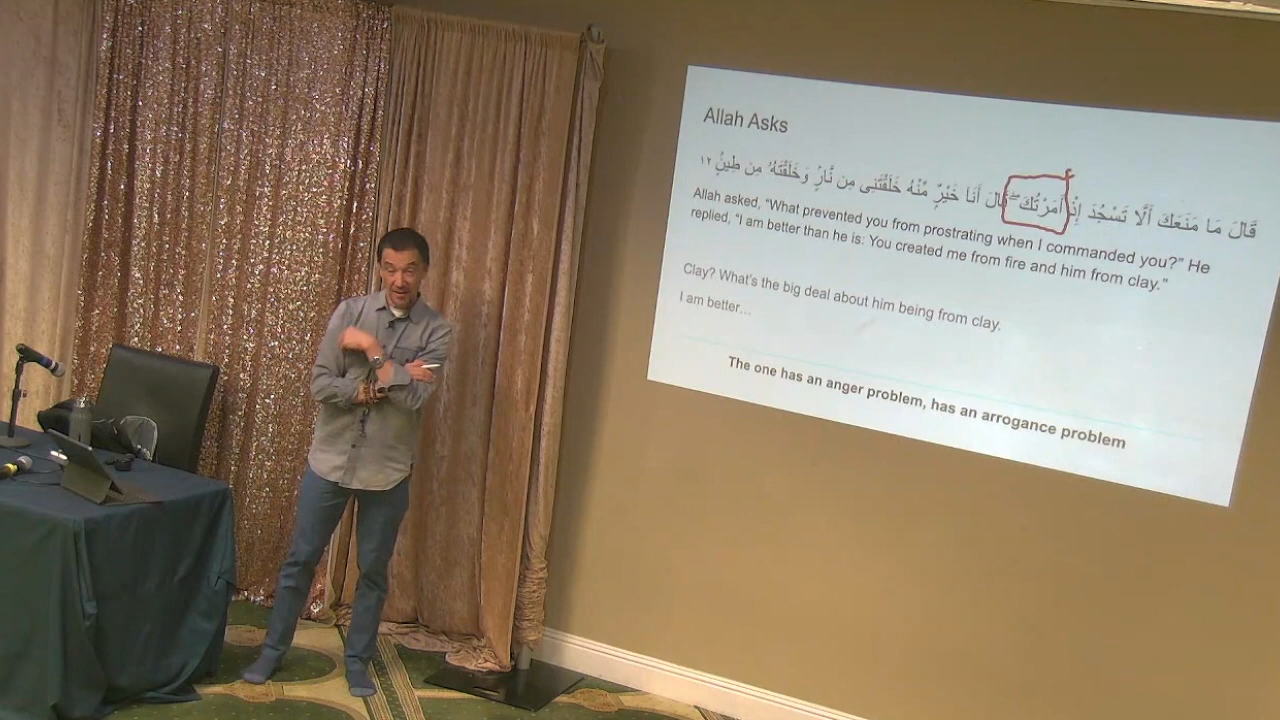 Allah Asks
قَالَ مَا مَنَعَكَ أَلَّا تَسْجُدَ إِذْ أَمَرْتُكَ ۖ قَالَ أَنَا۠ خَيْرٌ مِّنْهُ خَلَقْتَنِى مِن نَّارٍ وَخَلَقْتَهُۥ مِن طِينٍ ١٢
Allah asked, “What prevented you from prostrating when I commanded you?” He
replied, “I am better than he is: You created me from fire and him from clay.”
Clay? What's the big deal about him being from clay.
I am better…
The one has an anger problem, has an arrogance problem